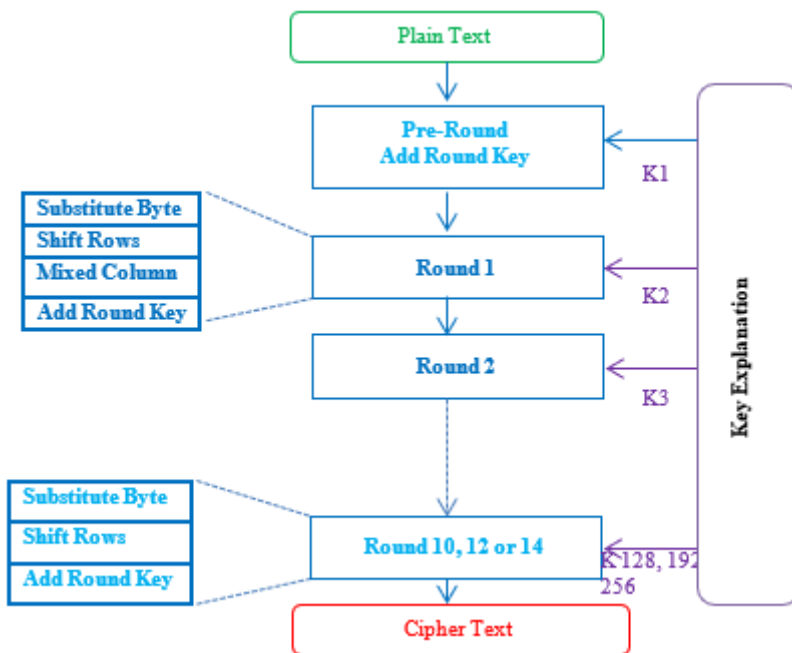 Plain Text
Pre-Round
Add Round Key
K1
Substitute Byte
Shift Rows
Mixed Column
Add Round Key
Round 1
K2
Round 2
K3
Key Explanation
Substitute Byte
Shift Rows
Add Round Key
Round 10, 12 or 14
K 128, 192
256
Cipher Text